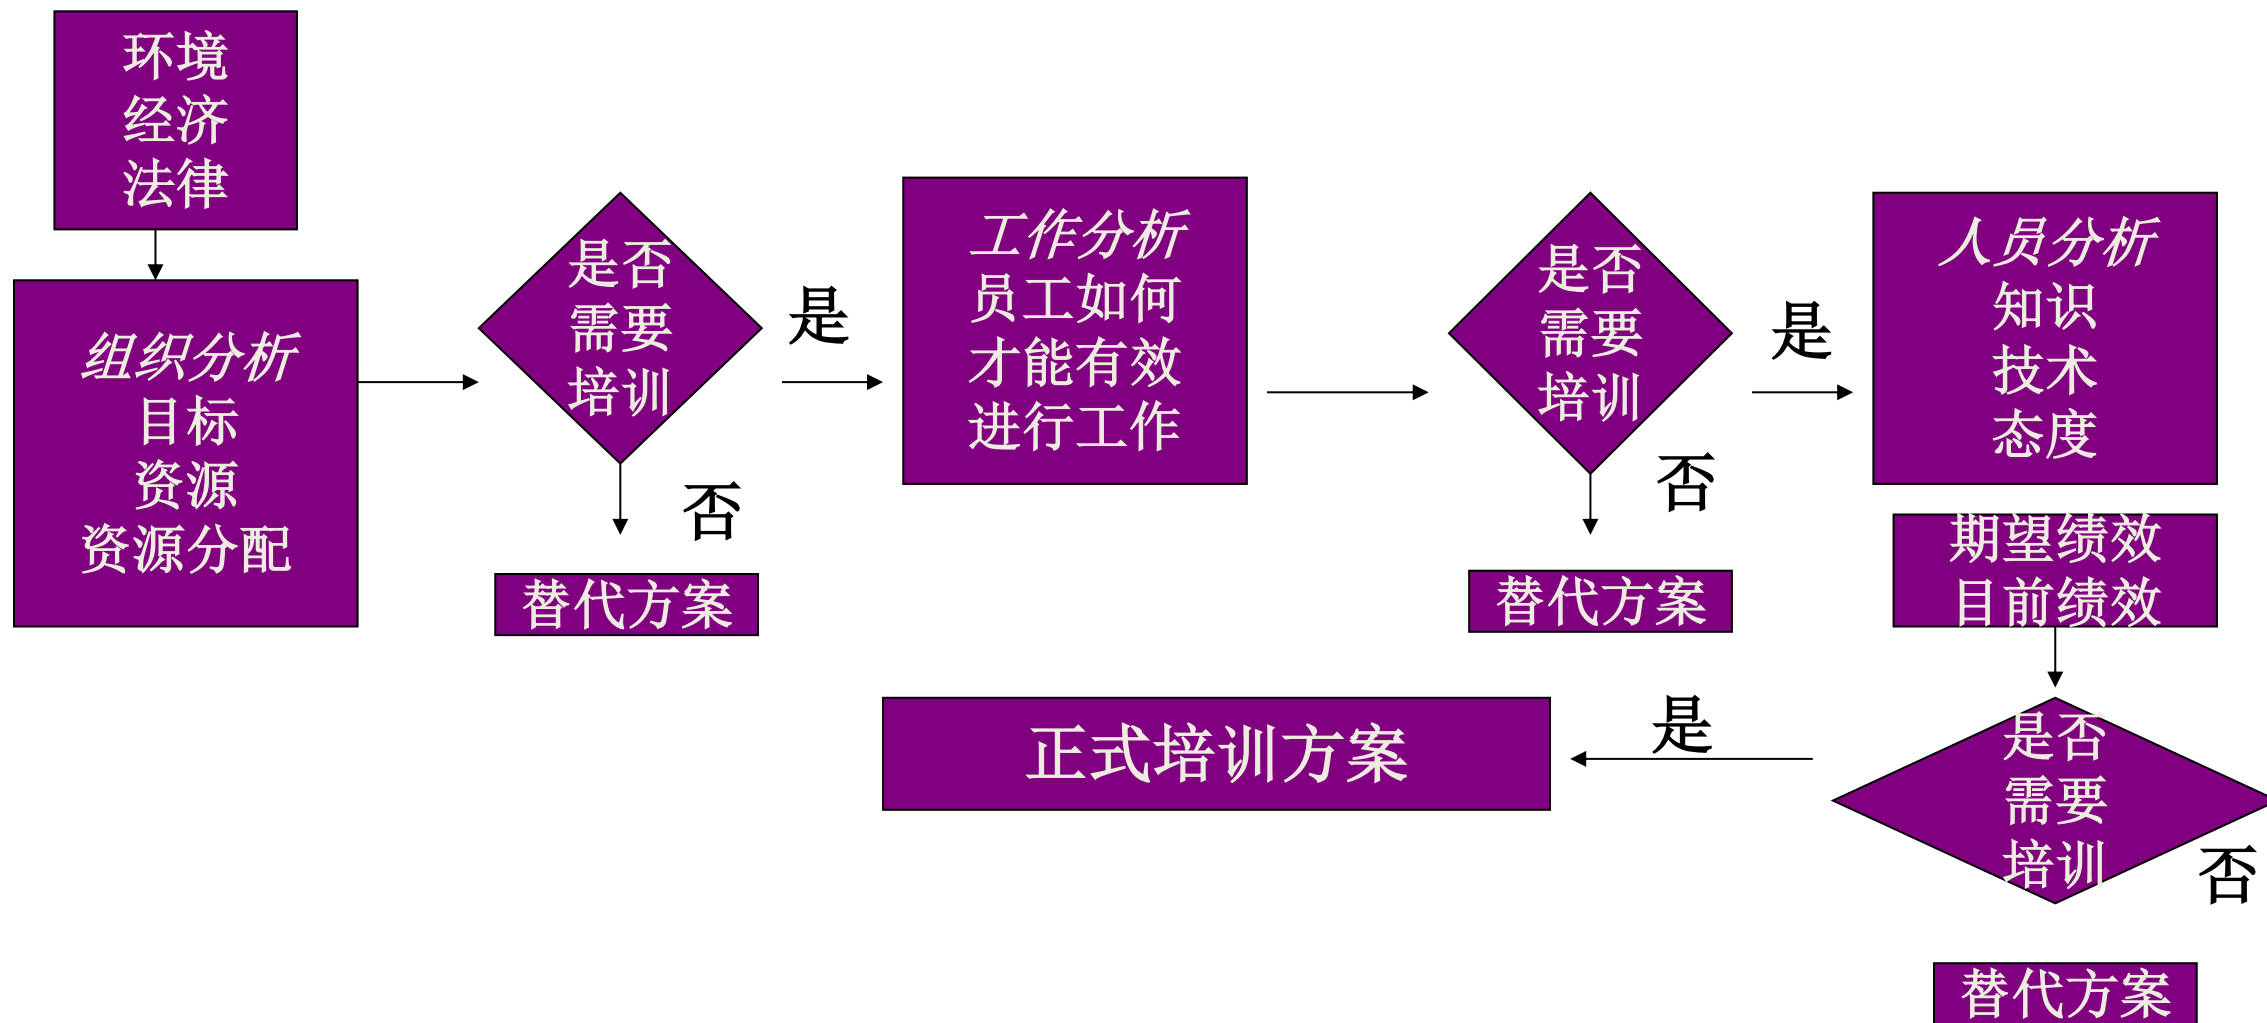 环境
经济
法律
组织分析
目标
资源
资源分配
是否
需要
培训
是
否
替代方案
工作分析
员工如何
才能有效
进行工作
是否
需要
培训
是
否
替代方案
人员分析
知识
技术
态度
期望绩效
目前绩效
是否
需要
培训
是
否
正式培训方案
替代方案